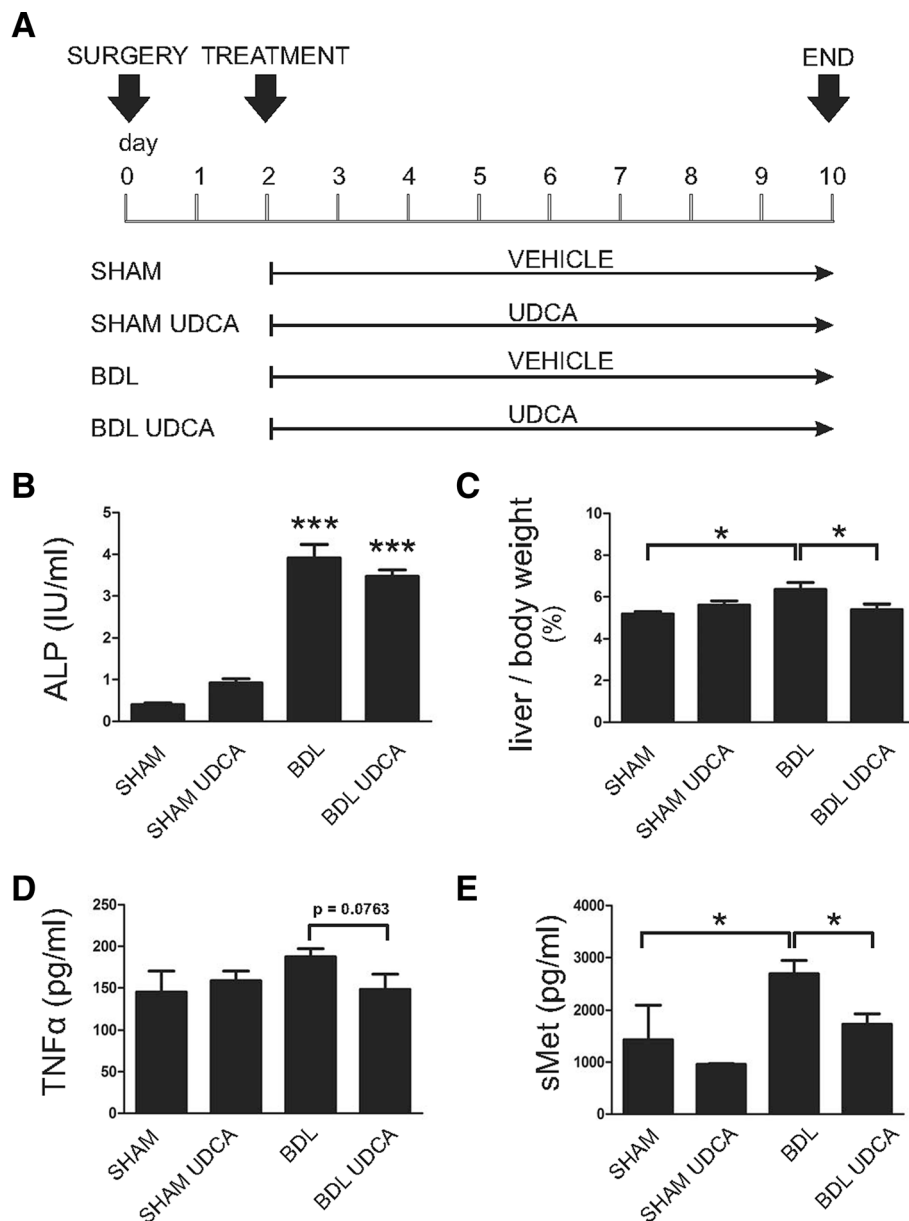 A
SURGERY TREATMENT END
day
0 1 2 3 4 5 6 7 8 9 10
SHAM VEHICLE
SHAM UDCA UDCA
BDL VEHICLE
BDL UDCA UDCA
B
ALP (IU/ml)
5
4
3
2
1
0
*** ***
SHAM
SHAM UDCA
BDL
BDL UDCA
C
liver / body weight
(%)
10
8
6
4
2
0
* *
SHAM
SHAM UDCA
BDL
BDL UDCA
D
TNFα (pg/ml)
250
200
150
100
50
0
p = 0.0763
SHAM
SHAM UDCA
BDL
BDL UDCA
E
sMet (pg/ml)
4000
3000
2000
1000
0
* *
SHAM
SHAM UDCA
BDL
BDL UDCA